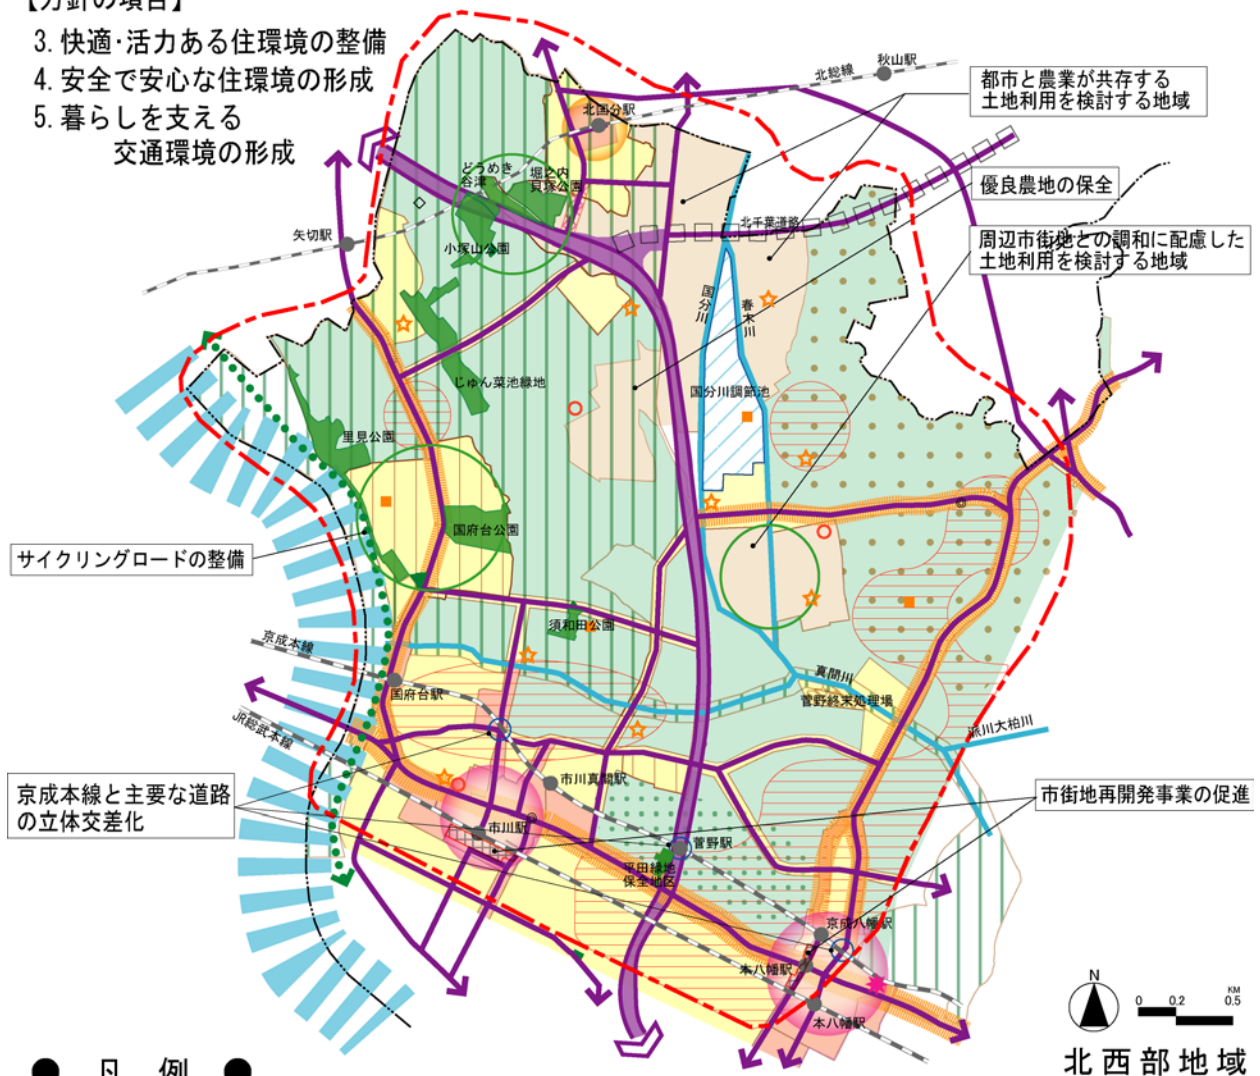 【方針の項目】
3. 快適・活力ある住環境の整備
4. 安全で安心な住環境の形成
5. 暮らしを支える
交通環境の形成
秋山駅
北総線
北国分駅
都市と農業が共存する
土地利用を検討する地域
どうめき
谷津
堀之内
貝塚公園
優良農地の保全
矢切駅
小塚山公園
北千葉道路
周辺市街地との調和に配慮した
土地利用を検討する地域
国分川
春木川
じゅん菜池緑地
国分川調節池
里見公園
国府台公園
サイクリングロードの整備
須和田公園
京成本線
国府台駅
真間川
菅野終末処理場
JR総武本線
派川大柏川
市川真間駅
京成本線と主要な道路
の立体交差化
市街地再開発事業の促進
市川駅
菅野駅
平田緑地
保全地区
京成八幡駅
本八幡駅
本八幡駅
N
0 0.2 0.5
KM
北西部地域
● 凡 例 ●